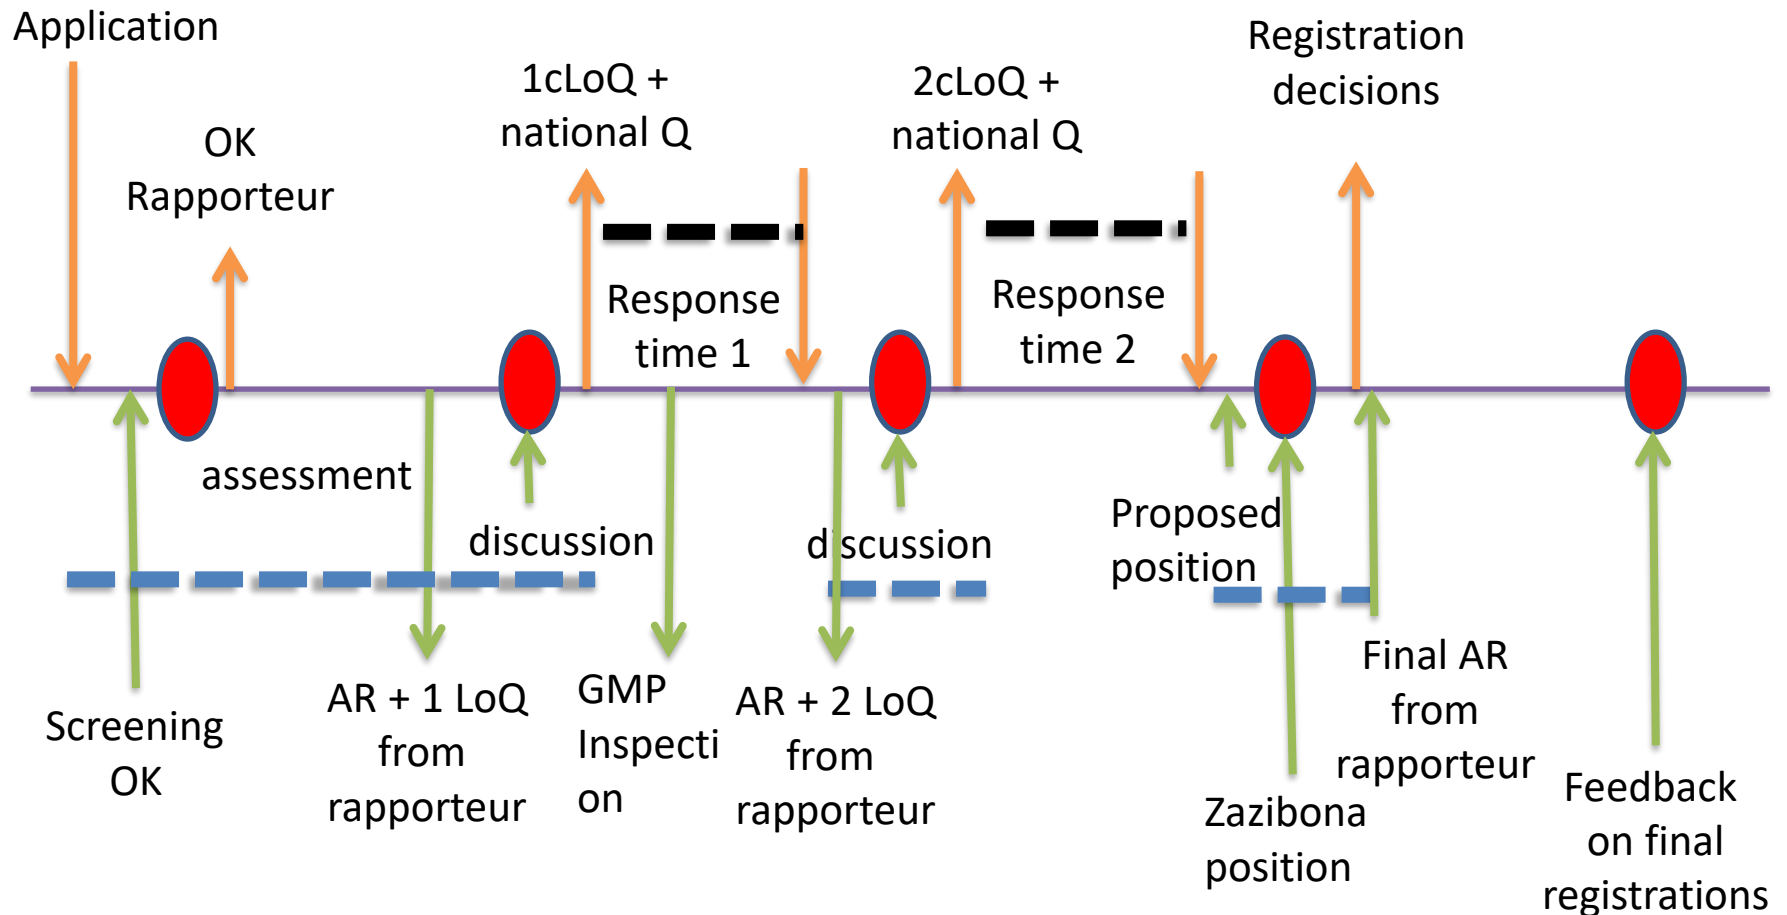 Application
OK
Rapporteur
1cLoQ +
national Q
2cLoQ +
national Q
Registration
decisions
Response
time 1
Response
time 2
assessment
discussion
discussion
Proposed
position
Screening
OK
AR + 1 LoQ
from
rapporteur
GMP
Inspecti
on
AR + 2 LoQ
from
rapporteur
Zazibona
position
Final AR
from
rapporteur
Feedback
on final
registrations